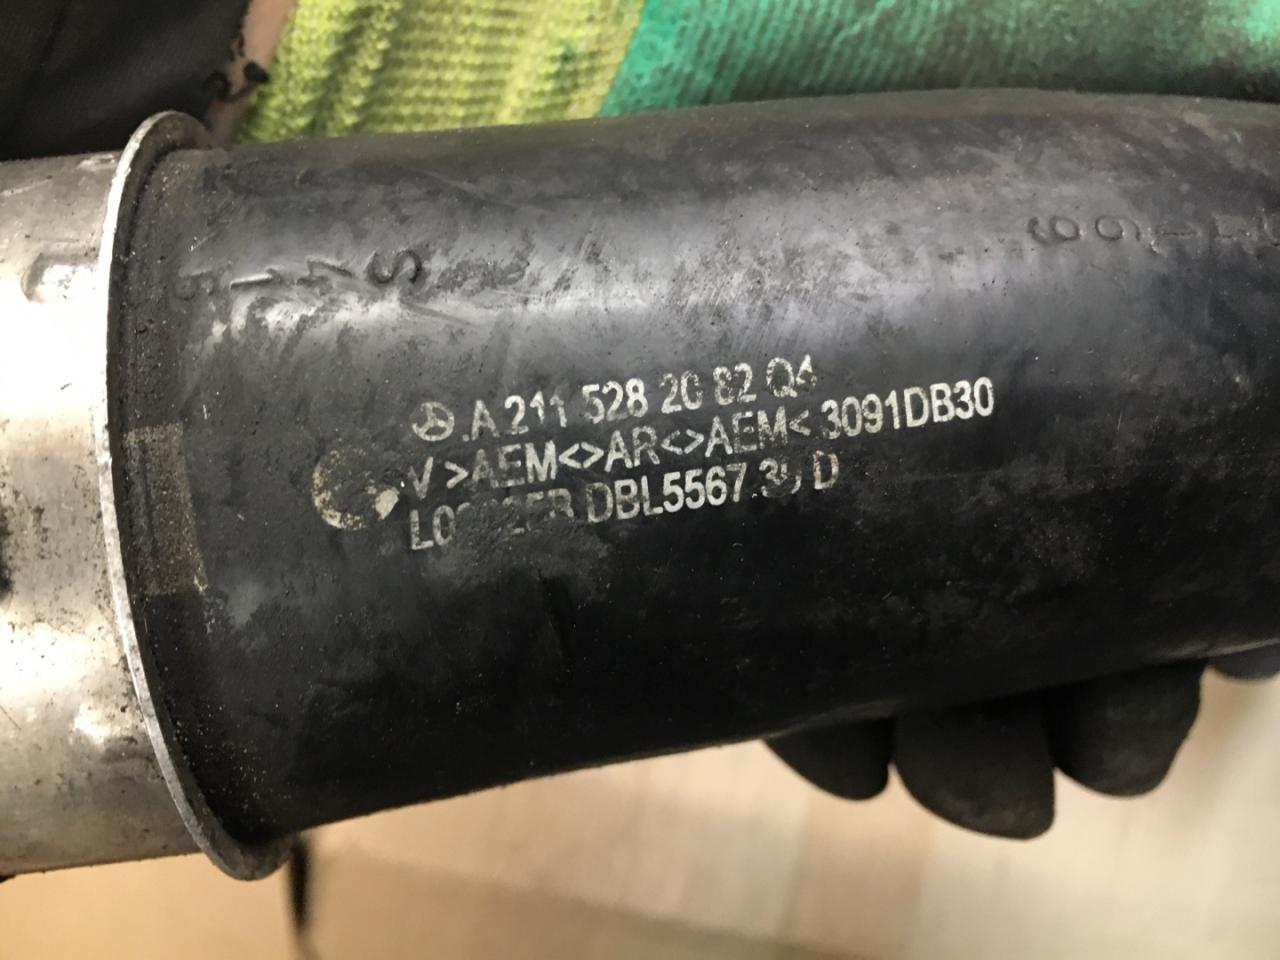 A 211 528 20 82 Q4
V >AEM<>AR<>AEM< 3091DB30
DBL5567. D